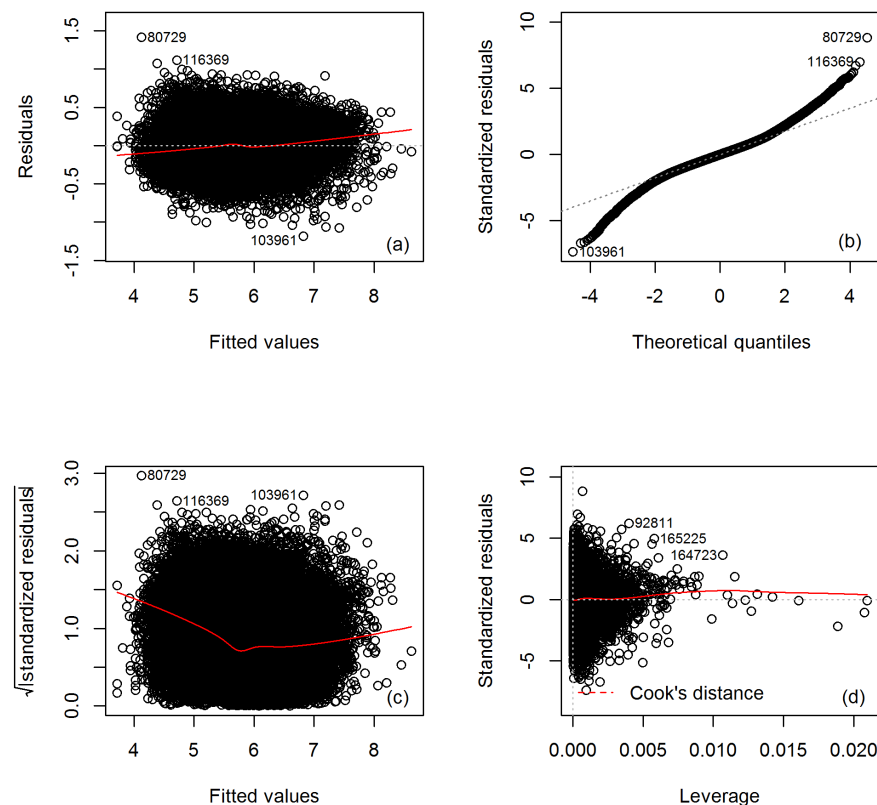 Residuals
1.5
0.5
-0.5
-1.5
80729
116369
103961
(a)
4 5 6 7 8
Fitted values
Standardized residuals
10
5
0
-5
80729
116369
103961
(b)
-4 -2 0 2 4
Theoretical quantiles
√|standardized residuals|
3.0
2.0
1.0
0.0
80729
116369
103961
(c)
4 5 6 7 8
Fitted values
Standardized residuals
10
5
0
-5
92811
165225
164723
Cook's distance
(d)
0.000 0.005 0.010 0.015 0.020
Leverage